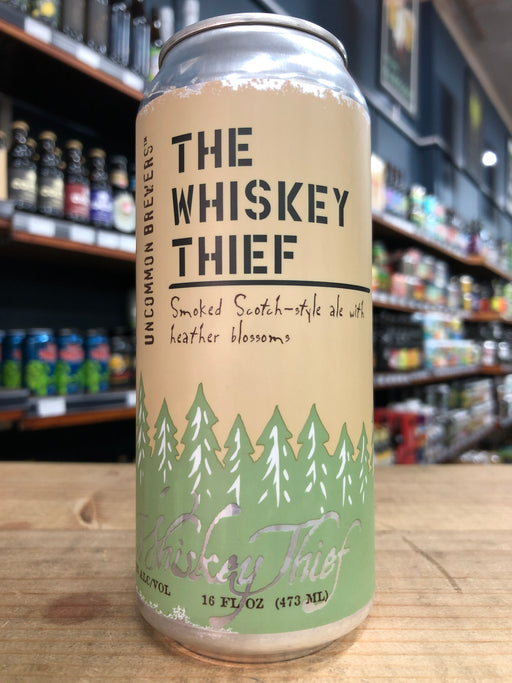 UNCOMMON BREWERS™
THE
WHISKEY
THIEF
Smoked Scotch-style ale with
heather blossoms
Whiskey Thief
ALC/VOL
16 FL OZ (473 ML)